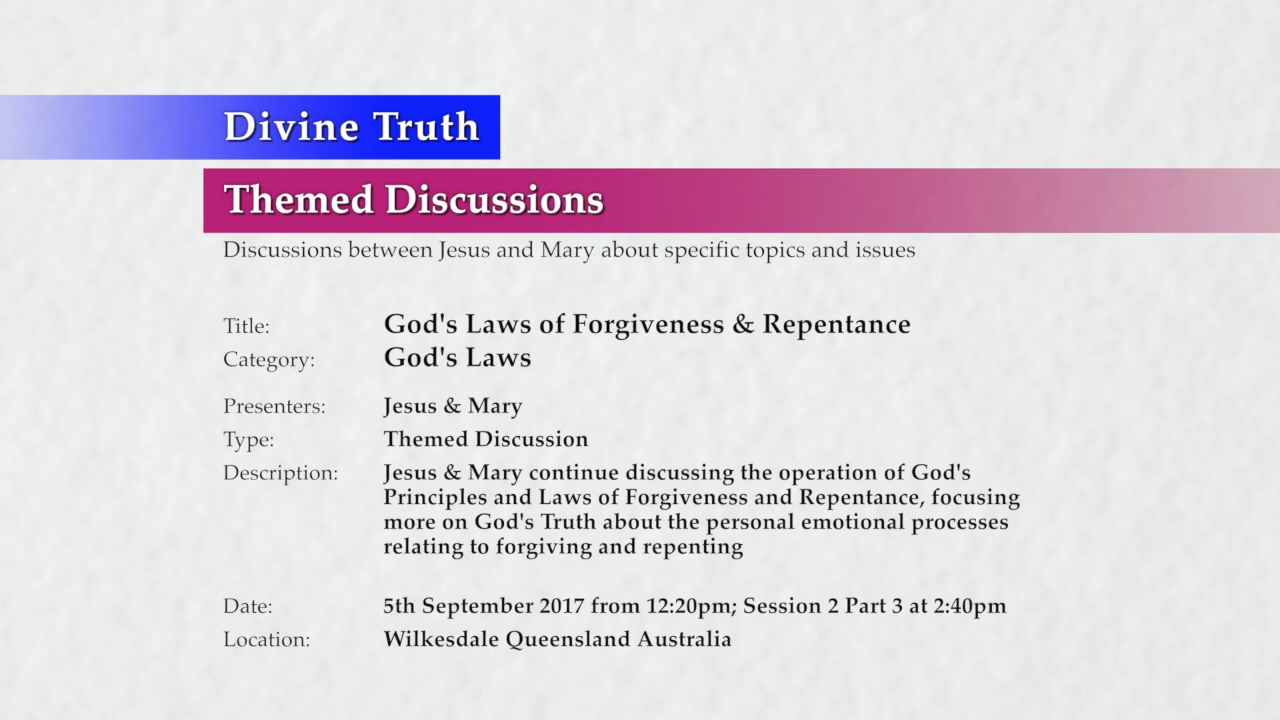 Divine Truth
Themed Discussions
Discussions between Jesus and Mary about specific topics and issues
Title: God's Laws of Forgiveness & Repentance
Category: God's Laws
Presenters: Jesus & Mary
Type: Themed Discussion
Description: Jesus & Mary continue discussing the operation of God's
Principles and Laws of Forgiveness and Repentance, focusing
more on God's Truth about the personal emotional processes
relating to forgiving and repenting
Date: 5th September 2017 from 12:20pm; Session 2 Part 3 at 2:40pm
Location: Wilkesdale Queensland Australia